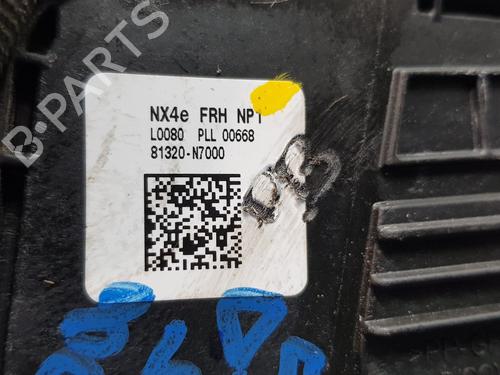 B-PARTS
NX4e FRH NP1
L0080 PLL 00668
81320-N7000